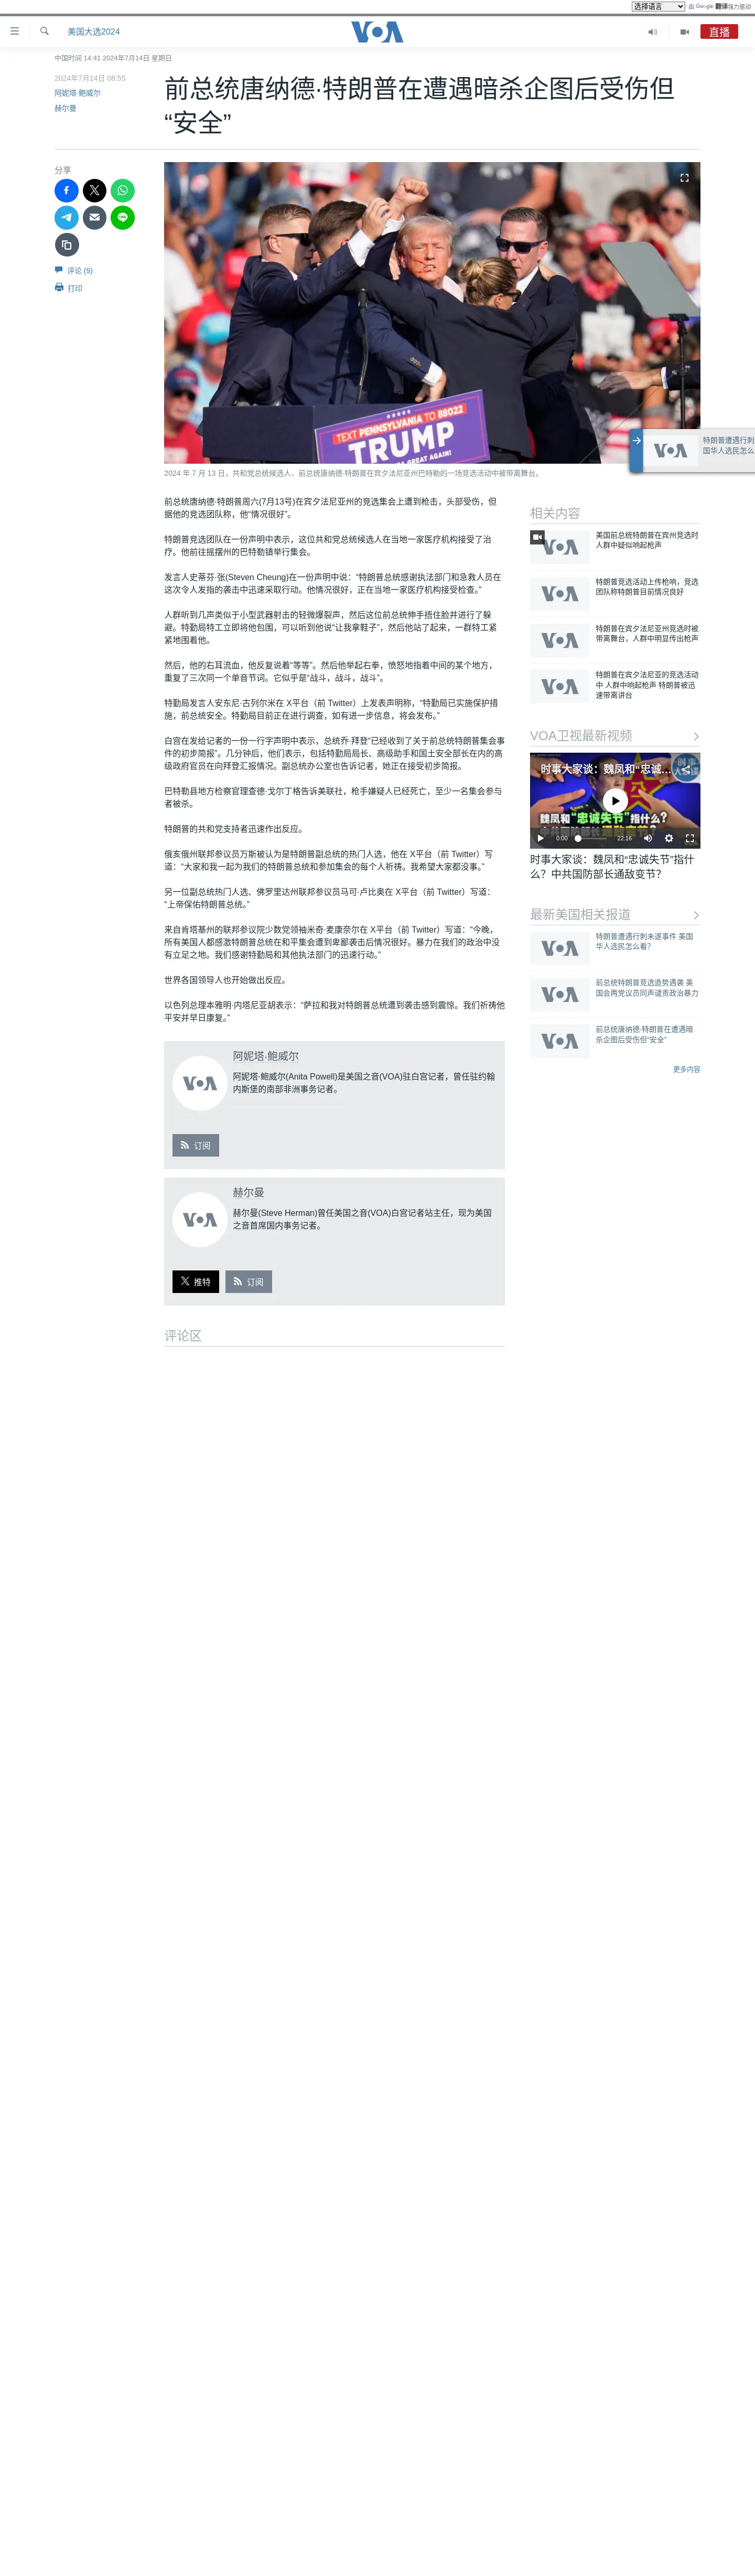 选择语言
由 Google 翻译强力驱动
美国大选2024
VOA
直播
中国时间 14:41 2024年7月14日 星期日
2024年7月14日 08:55
阿妮塔·鲍威尔
赫尔曼
前总统唐纳德·特朗普在遭遇暗杀企图后受伤但
“安全”
分享
评论 (9)
打印
TEXT PENNSYLVANIA TO 88022
TRUMP
2024 年 7 月 13 日，共和党总统候选人、前总统唐纳德·特朗普在宾夕法尼亚州巴特勒的一场竞选活动中被带离舞台。
VOA
特朗普遭遇行刺
国华人选民怎么
前总统唐纳德·特朗普周六(7月13号)在宾夕法尼亚州的竞选集会上遭到枪击，头部受伤，但
据他的竞选团队称，他“情况很好”。
特朗普竞选团队在一份声明中表示，这位共和党总统候选人在当地一家医疗机构接受了治
疗。他前往摇摆州的巴特勒镇举行集会。
发言人史蒂芬·张(Steven Cheung)在一份声明中说：“特朗普总统感谢执法部门和急救人员在
这次令人发指的袭击中迅速采取行动。他情况很好，正在当地一家医疗机构接受检查。”
人群听到几声类似于小型武器射击的轻微爆裂声，然后这位前总统伸手捂住脸并进行了躲
避。特勤局特工立即将他包围，可以听到他说“让我拿鞋子”，然后他站了起来，一群特工紧
紧地围着他。
然后，他的右耳流血，他反复说着“等等”。然后他举起右拳，愤怒地指着中间的某个地方，
重复了三次同一个单音节词。它似乎是“战斗，战斗，战斗”。
特勤局发言人安东尼·古列尔米在 X平台（前 Twitter）上发表声明称，“特勤局已实施保护措
施，前总统安全。特勤局目前正在进行调查，如有进一步信息，将会发布。”
白宫在发给记者的一份一行字声明中表示，总统乔·拜登“已经收到了关于前总统特朗普集会事
件的初步简报”。几分钟后，他们表示，包括特勤局局长、高级助手和国土安全部长在内的高
级政府官员在向拜登汇报情况。副总统办公室也告诉记者，她正在接受初步简报。
巴特勒县地方检察官理查德·戈尔丁格告诉美联社，枪手嫌疑人已经死亡，至少一名集会参与
者被杀。
特朗普的共和党支持者迅速作出反应。
俄亥俄州联邦参议员万斯被认为是特朗普副总统的热门人选，他在 X平台（前 Twitter）写
道：“大家和我一起为我们的特朗普总统和参加集会的每个人祈祷。我希望大家都没事。”
另一位副总统热门人选、佛罗里达州联邦参议员马可·卢比奥在 X平台（前 Twitter）写道：
“上帝保佑特朗普总统。”
来自肯塔基州的联邦参议院少数党领袖米奇·麦康奈尔在 X平台（前 Twitter）写道：“今晚，
所有美国人都感激特朗普总统在和平集会遭到卑鄙袭击后情况很好。暴力在我们的政治中没
有立足之地。我们感谢特勤局和其他执法部门的迅速行动。”
世界各国领导人也开始做出反应。
以色列总理本雅明·内塔尼亚胡表示：“萨拉和我对特朗普总统遭到袭击感到震惊。我们祈祷他
平安并早日康复。”
VOA
阿妮塔·鲍威尔
阿妮塔·鲍威尔(Anita Powell)是美国之音(VOA)驻白宫记者，曾任驻约翰
内斯堡的南部非洲事务记者。
订阅
VOA
赫尔曼
赫尔曼(Steve Herman)曾任美国之音(VOA)白宫记者站主任，现为美国
之音首席国内事务记者。
推特
订阅
评论区
相关内容
VOA
美国前总统特朗普在宾州竞选时
人群中疑似响起枪声
VOA
特朗普竞选活动上传枪响，竞选
团队称特朗普目前情况良好
VOA
特朗普在宾夕法尼亚州竞选时被
带离舞台，人群中明显传出枪声
VOA
特朗普在宾夕法尼亚的竞选活动
中 人群中响起枪声 特朗普被迅
速带离讲台
VOA卫视最新视频
时事大家谈：魏凤和“忠诚...
魏凤和“忠诚失节”指什么？
0:00
22:16
时事大家谈：魏凤和“忠诚失节”指什
么？中共国防部长通敌变节？
最新美国相关报道
VOA
特朗普遭遇行刺未遂事件 美国
华人选民怎么看？
VOA
前总统特朗普竞选造势遇袭 美
国会两党议员同声谴责政治暴力
VOA
前总统唐纳德·特朗普在遭遇暗
杀企图后受伤但“安全”
更多内容